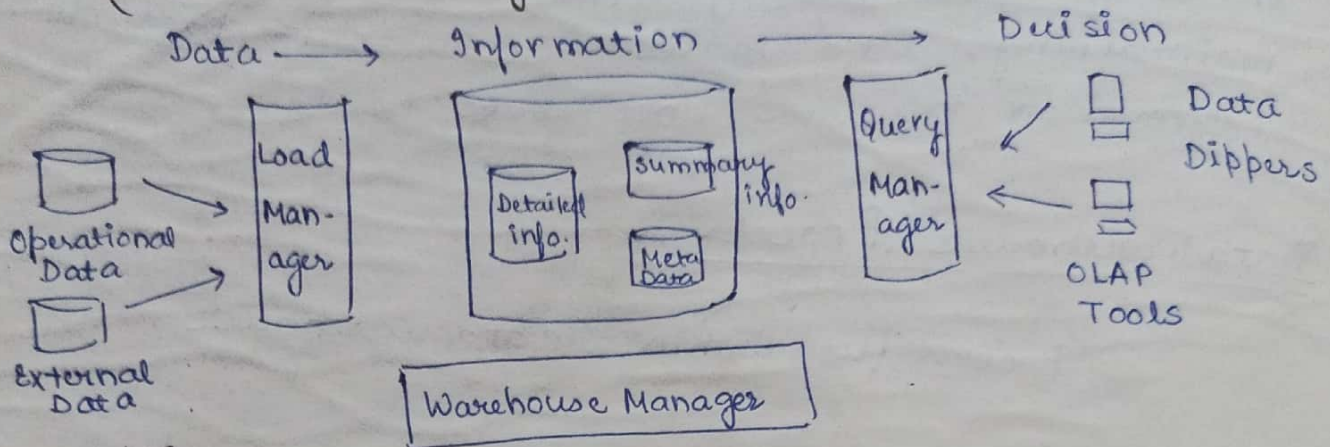 Data → Information → Decision
Operational
Data
External
Data
Load
Man-
ager
Detailed
info.
Summary
info.
Meta
Data
Warehouse Manager
Query
Man-
ager
Data
Dippers
OLAP
Tools